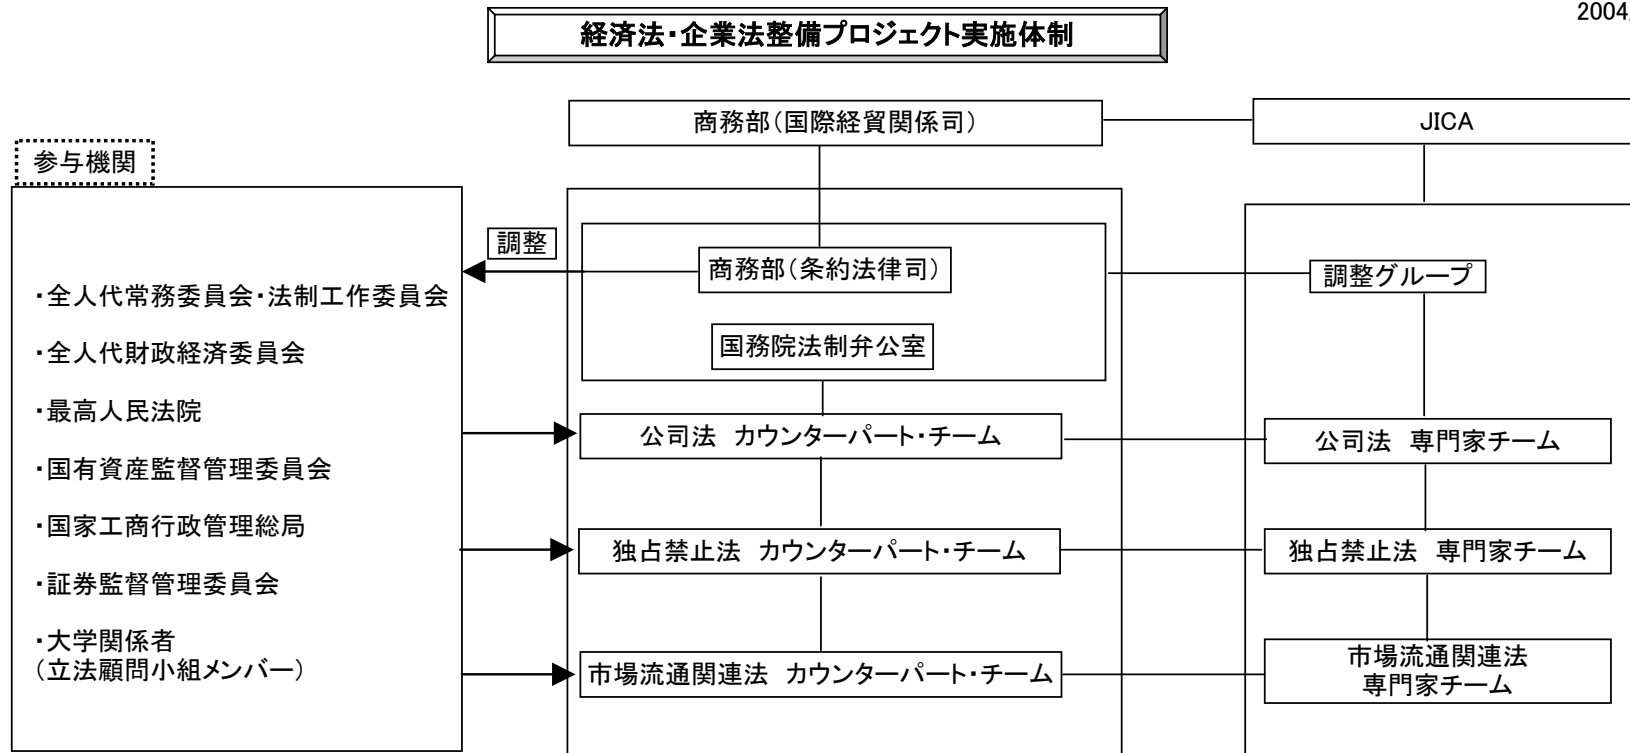 2004
経済法・企業法整備プロジェクト実施体制
商務部(国際経貿関係司)
JICA
参与機関
調整
商務部(条約法律司)
調整グループ
・全人代常務委員会・法制工作委員会
国務院法制弁公室
・全人代財政経済委員会
・最高人民法院
公司法 カウンターパート・チーム
公司法 専門家チーム
・国有資産監督管理委員会
・国家工商行政管理総局
独占禁止法 カウンターパート・チーム
独占禁止法 専門家チーム
・証券監督管理委員会
・大学関係者
(立法顧問小組メンバー)
市場流通関連法 カウンターパート・チーム
市場流通関連法
専門家チーム